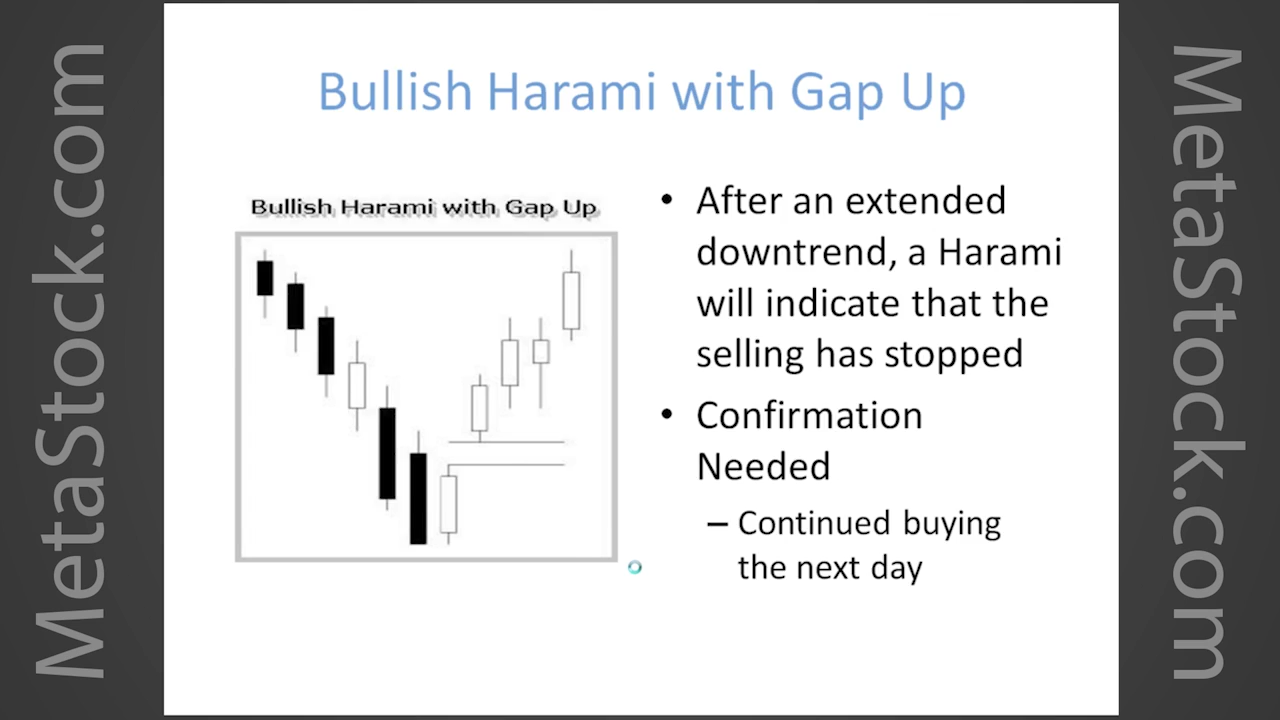 MetaStock.com
Bullish Harami with Gap Up
Bullish Harami with Gap Up
• After an extended
downtrend, a Harami
will indicate that the
selling has stopped
• Confirmation
Needed
– Continued buying
the next day
MetaStock.com